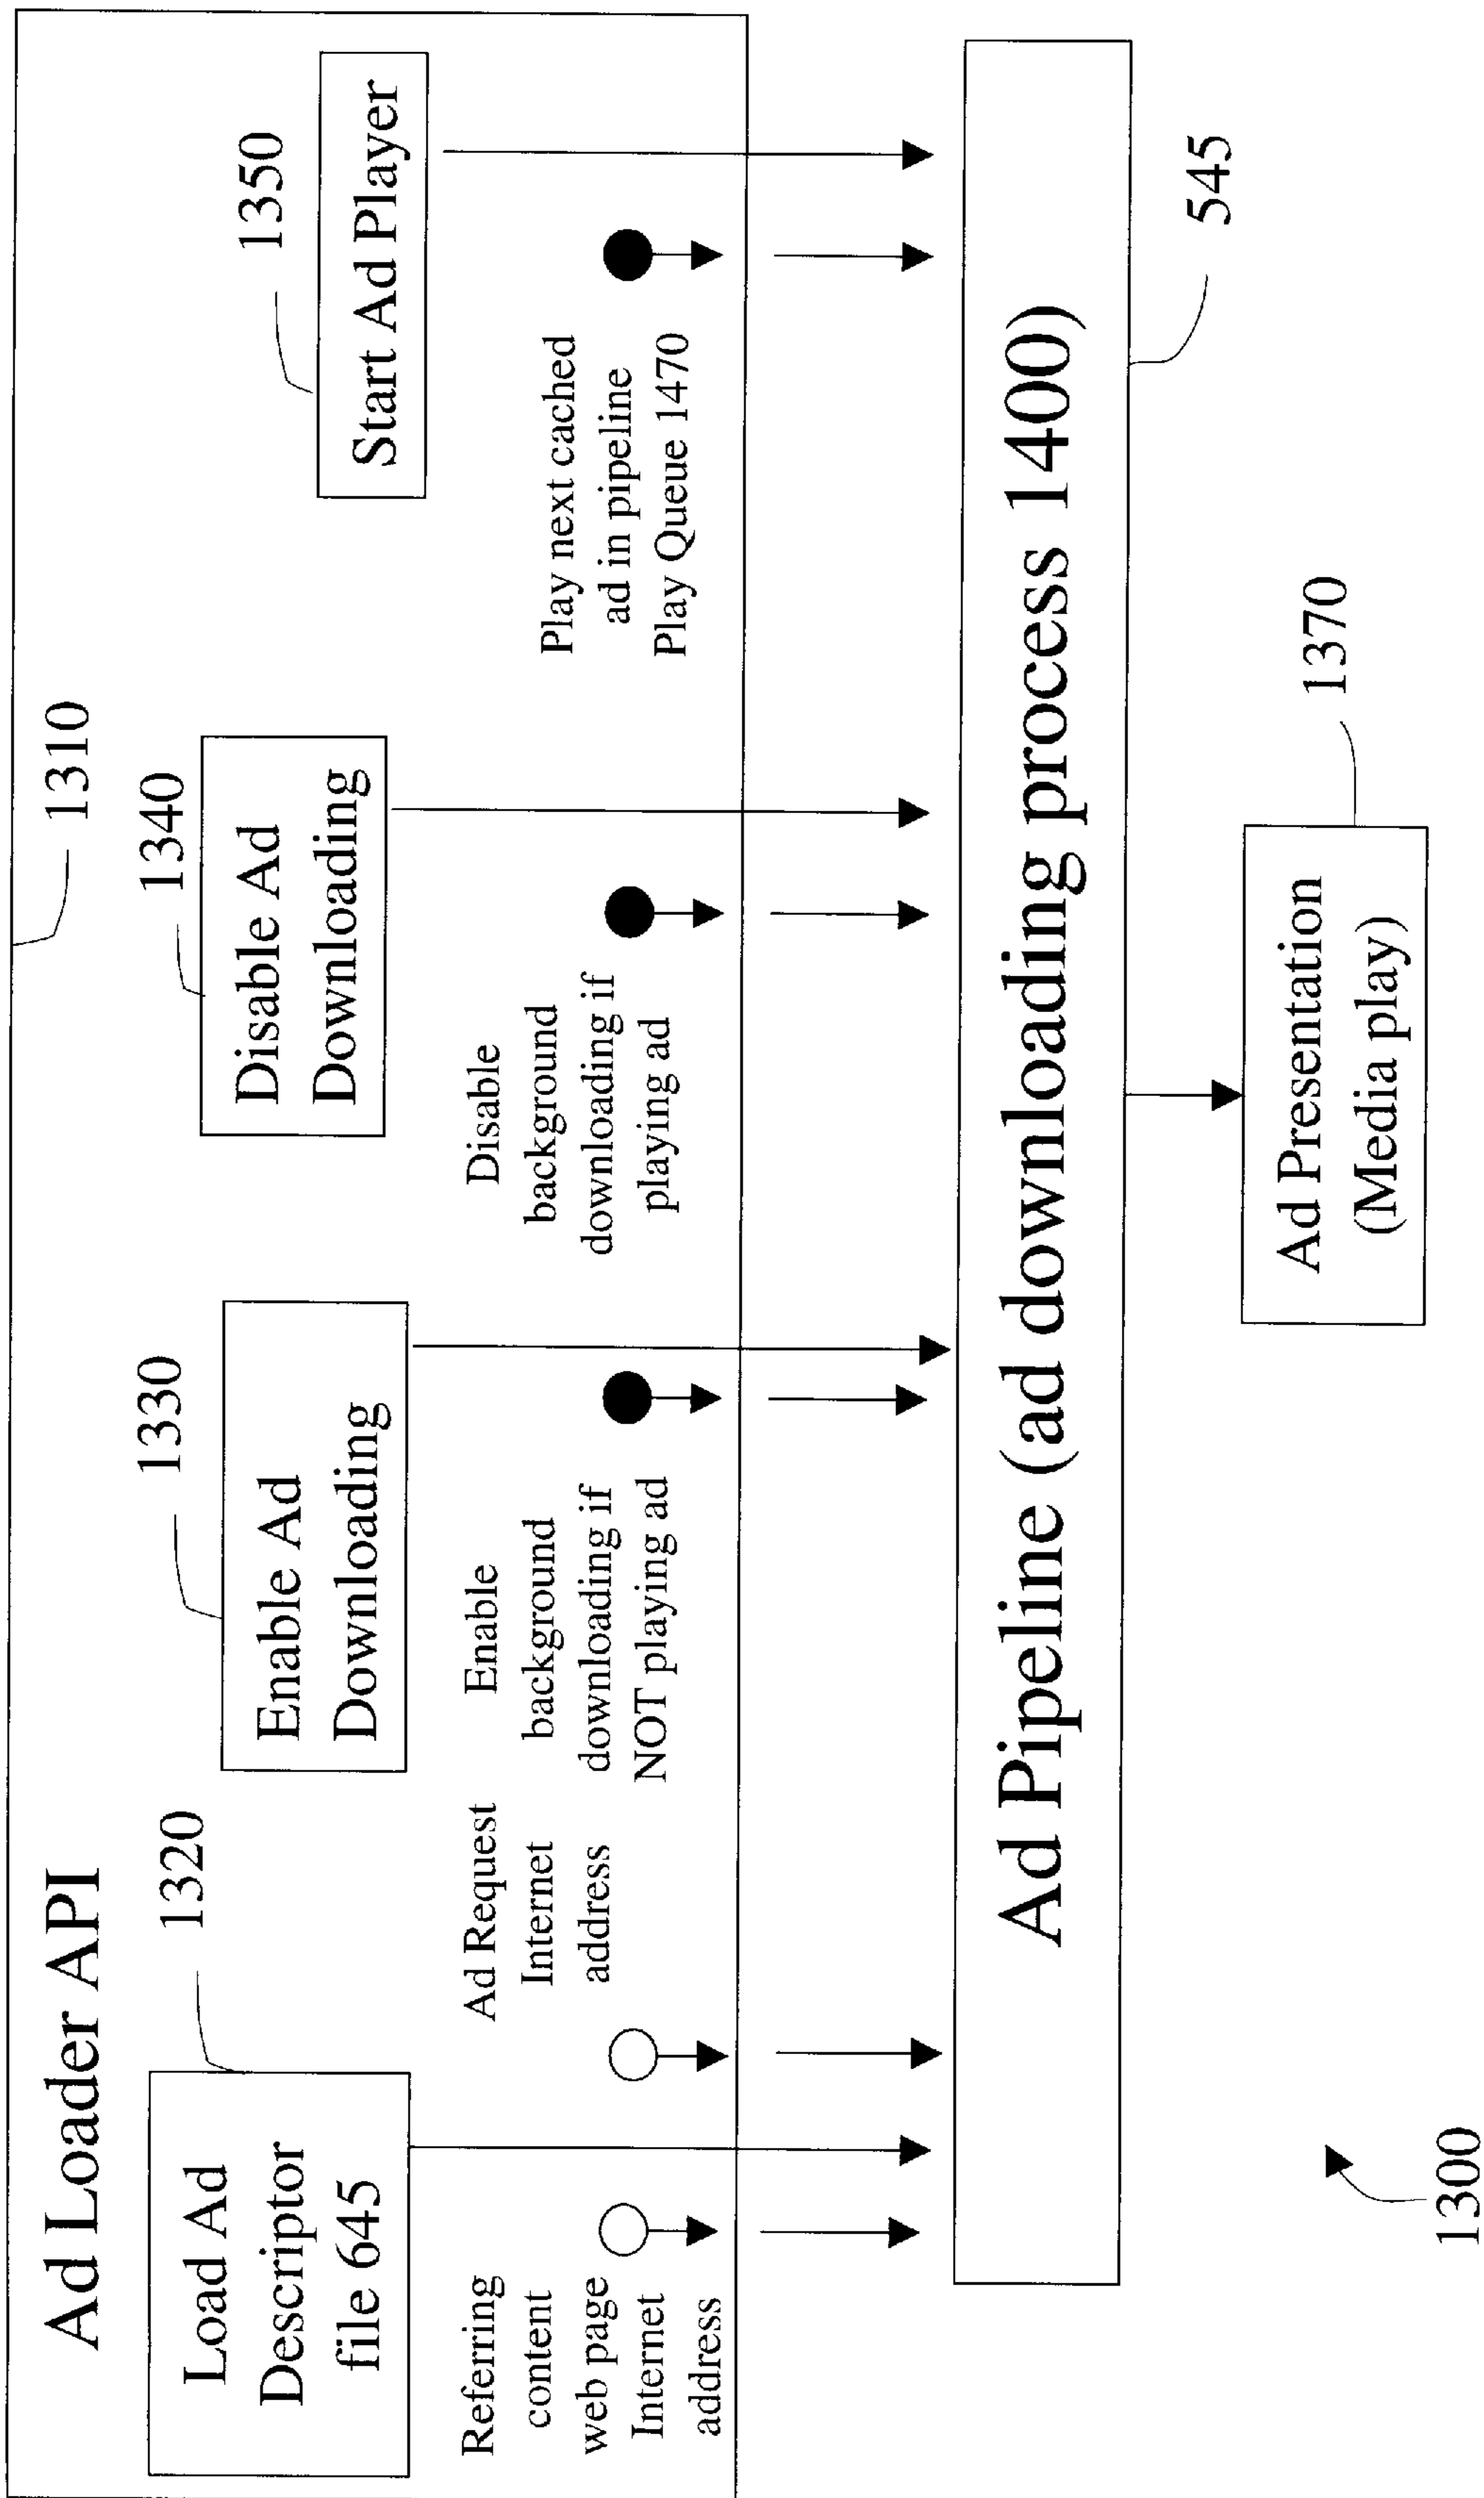 Ad Loader API
1310
1320
Load Ad
Descriptor
file 645
1330
Enable Ad
Downloading
1340
Disable Ad
Downloading
1350
Start Ad Player
Referring
content
web page
Internet
address
Ad Request
Internet
address
Enable
background
downloading if
NOT playing ad
Disable
background
downloading if
playing ad
Play next cached
ad in pipeline
Play Queue 1470
Ad Pipeline (ad downloading process 1400)
545
Ad Presentation
(Media play)
1370
1300